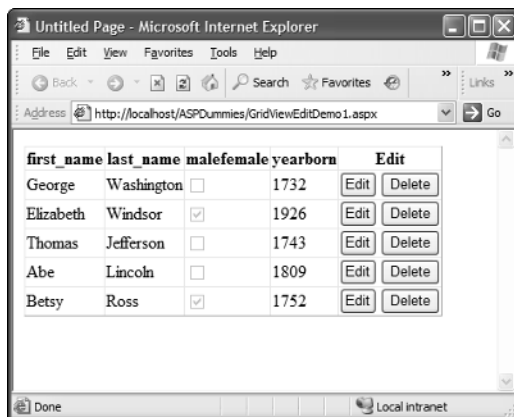 Untitled Page - Microsoft Internet Explorer
File Edit View Favorites Tools Help
Back Search Favorites » Links »
Address http://localhost/ASPDummies/GridViewEditDemo1.aspx Go
first_name last_name malefemale yearborn Edit
George Washington 1732 Edit Delete
Elizabeth Windsor 1926 Edit Delete
Thomas Jefferson 1743 Edit Delete
Abe Lincoln 1809 Edit Delete
Betsy Ross 1752 Edit Delete
Done Local intranet